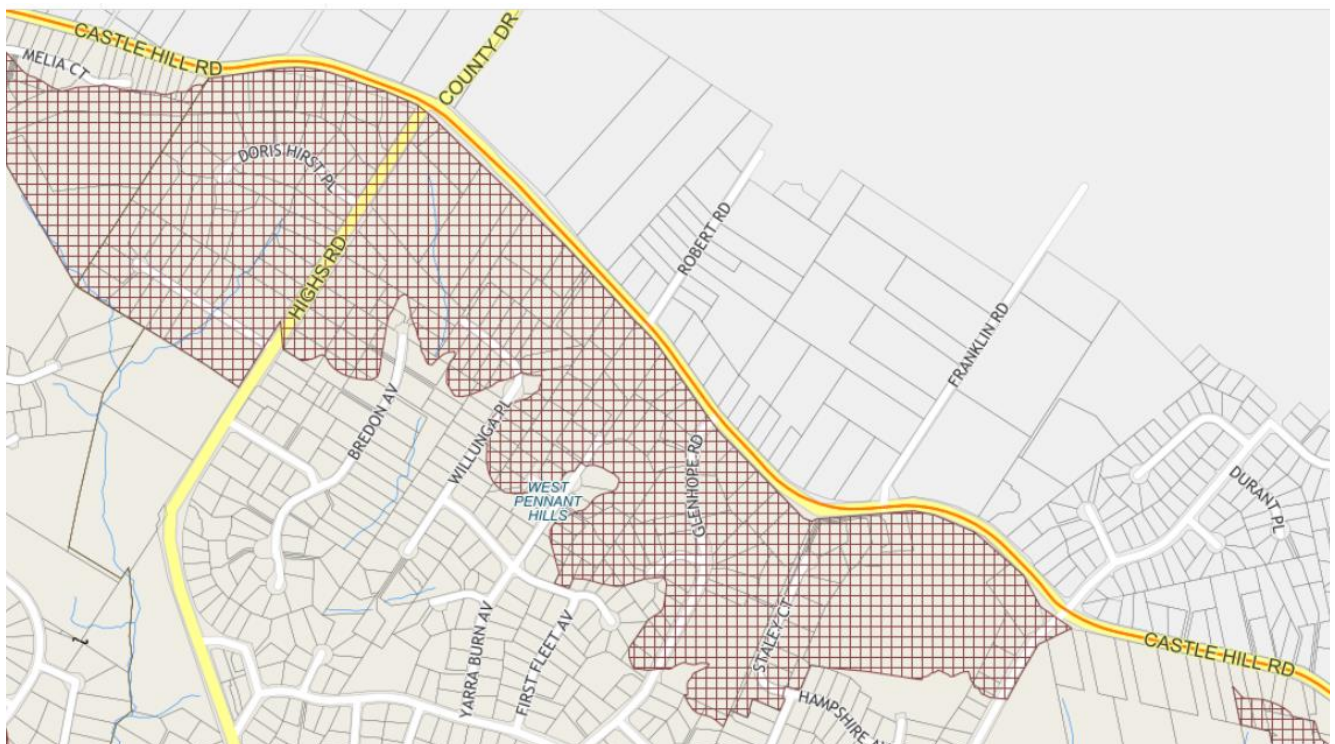 CASTLE HILL RD
COUNTY DR
MELIA CT
DORIS HIRST PL
ROBERT RD
HIGHS RD
FRANKLIN RD
BREDON AV
WILLUNGA PL
GLENHOPE RD
DURANT PL
WEST
PENNANT
HILLS
STALEY CT
YARRA BURN AV
FIRST FLEET AV
CASTLE HILL RD
HAMPSHIRE